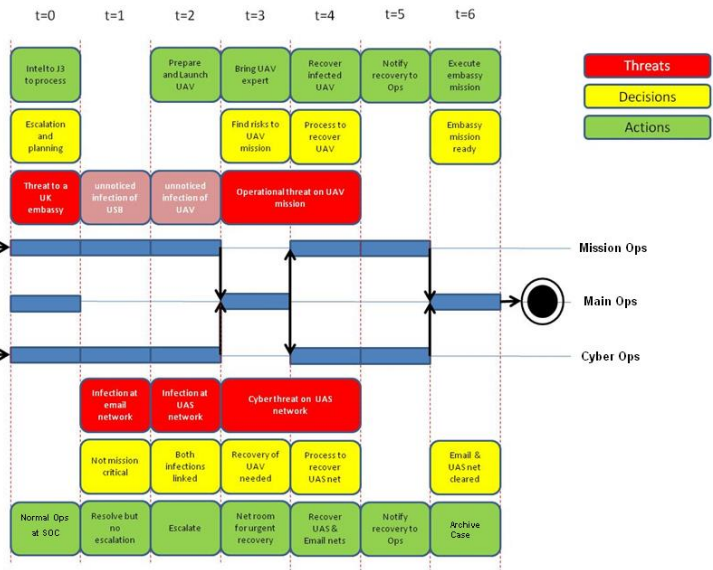 t=0 t=1 t=2 t=3 t=4 t=5 t=6
Intel to J3
to process
Prepare
and Launch
UAV
Bring UAV
expert
Recover
infected
UAV
Notify
recovery to
Ops
Execute
embassy
mission
Threats
Decisions
Actions
Escalation
and
planning
Find risks to
UAV
mission
Process to
recover
UAV
Embassy
mission
ready
Threat to a
UK
embassy
unnoticed
infection of
USB
unnoticed
infection of
UAV
Operational threat on UAV
mission
Mission Ops
Main Ops
Cyber Ops
Infection at
email
network
Infection at
UAS
network
Cyber threat on UAS
network
Not mission
critical
Both
infections
linked
Recovery of
UAV
needed
Process to
recover
UAS net
Email &
UAS net
cleared
Normal Ops
at SOC
Resolve but
no
escalation
Escalate
Net room
for urgent
recovery
Recover
UAS &
Email nets
Notify
recovery to
Ops
Archive
Case